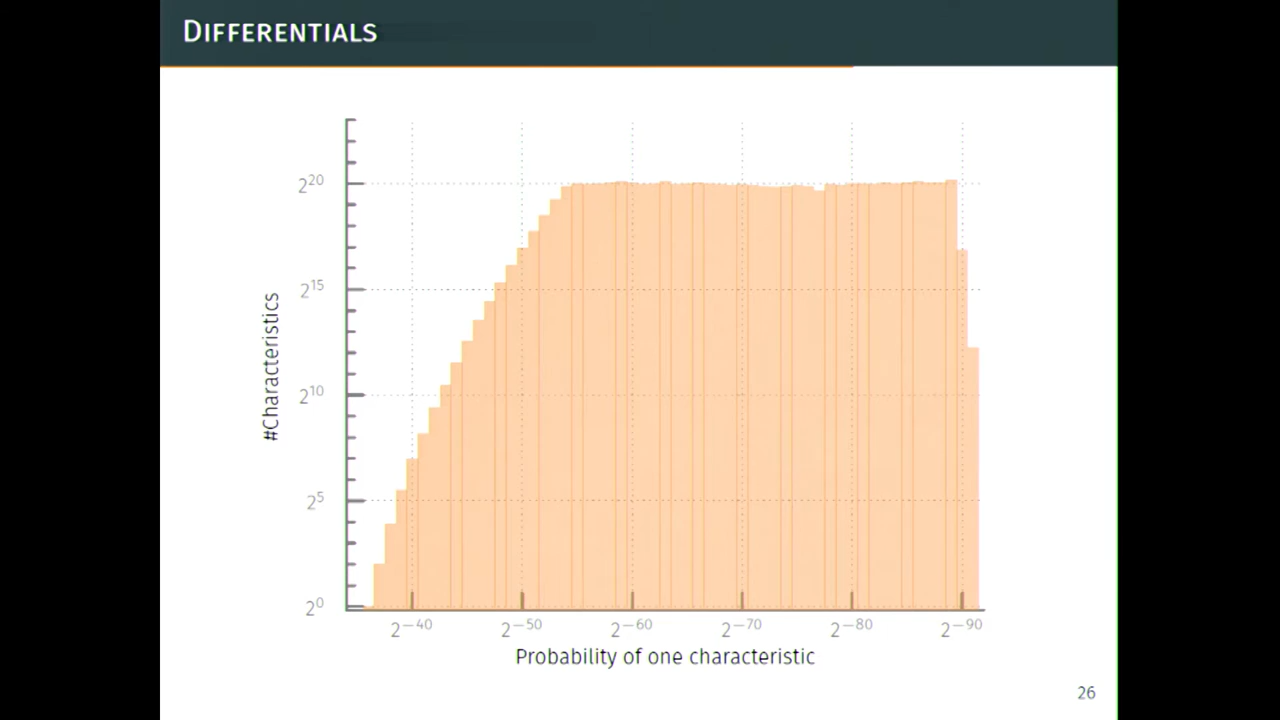 DIFFERENTIALS
#Characteristics
2^20
2^15
2^10
2^5
2^0
2^−40 2^−50 2^−60 2^−70 2^−80 2^−90
Probability of one characteristic
26